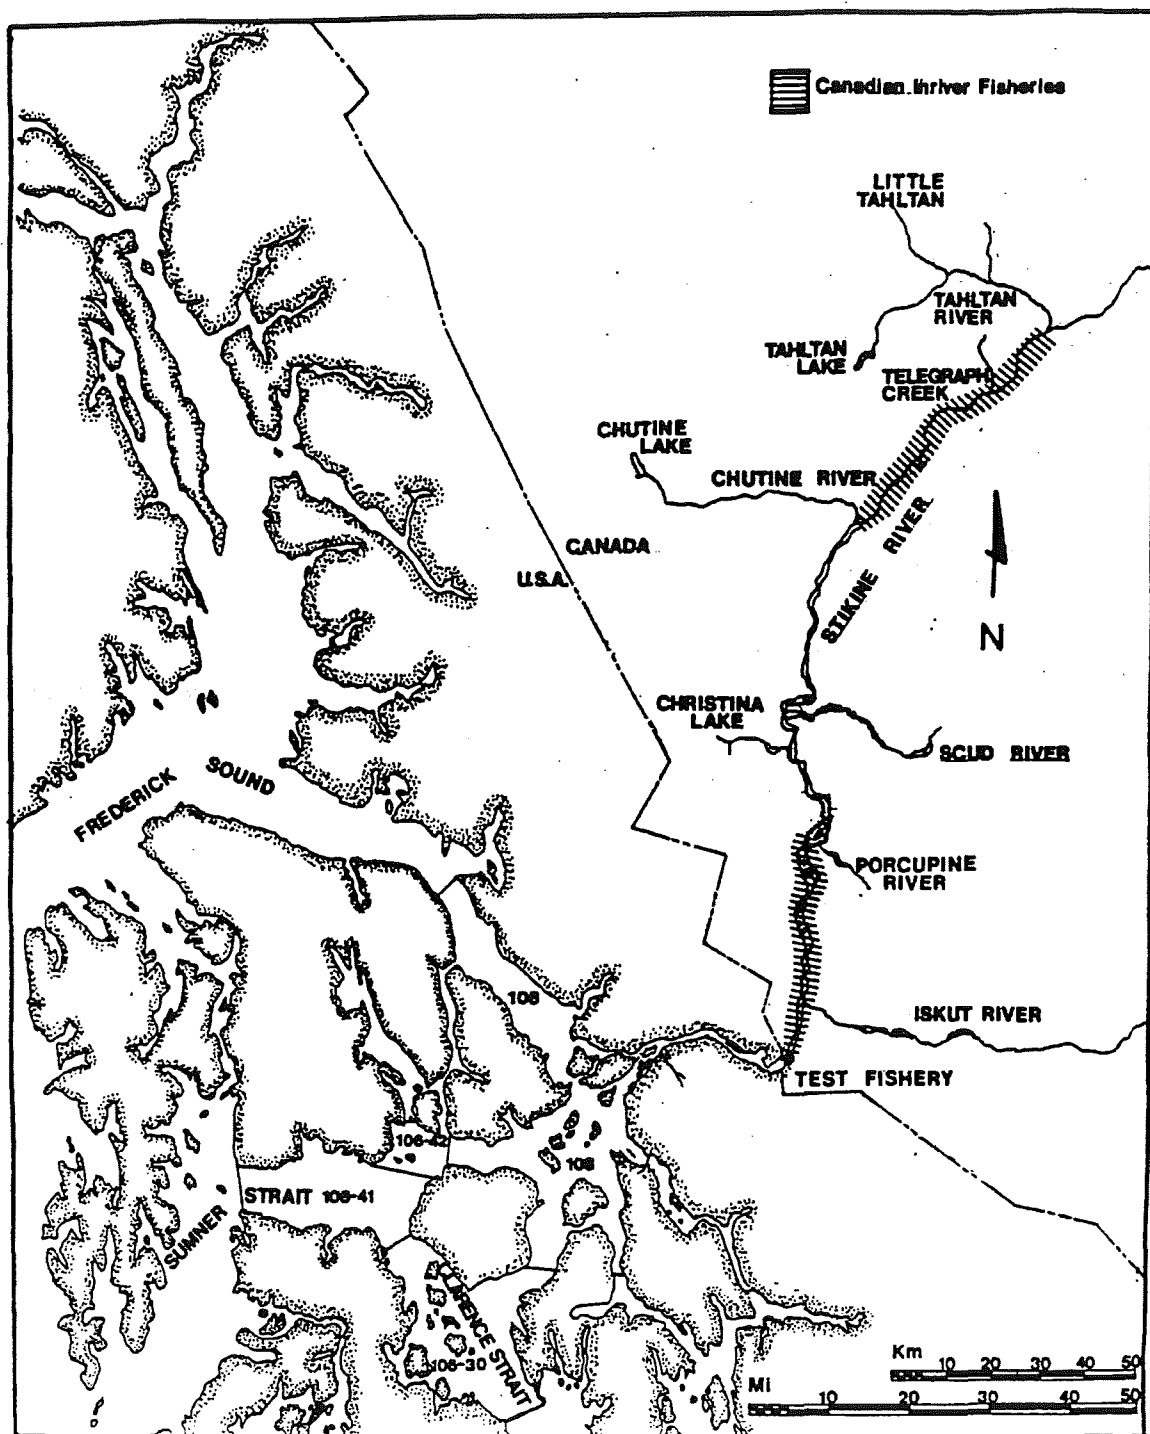 Canadian Inriver Fisheries
LITTLE
TAHLTAN
TAHLTAN
RIVER
TAHLTAN
LAKE
TELEGRAPH
CREEK
CHUTINE
LAKE
CHUTINE RIVER
STIKINE RIVER
CANADA
U.S.A.
N
CHRISTINA
LAKE
SCUD RIVER
FREDERICK SOUND
PORCUPINE
RIVER
108
ISKUT RIVER
TEST FISHERY
106-42
108
STRAIT 106-41
SUMNER
CLARENCE STRAIT
106-30
Km
10 20 30 40 50
Mi
10 20 30 40 50